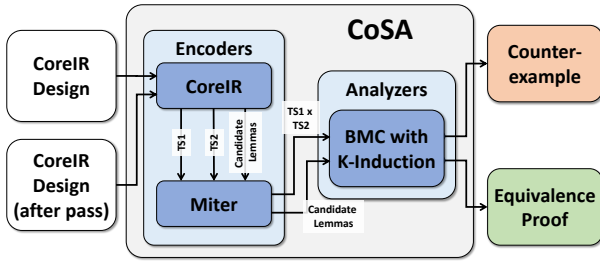 CoSA
Encoders
CoreIR
Design
CoreIR
TS1
TS2
Candidate
Lemmas
CoreIR
Design
(after pass)
Miter
TS1 x
TS2
Candidate
Lemmas
Analyzers
BMC with
K-Induction
Counter-
example
Equivalence
Proof